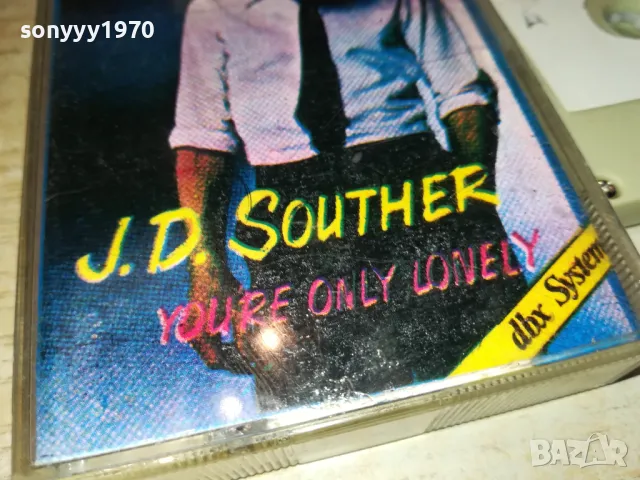 sonyyy1970
J.D. SOUTHER
YOU'RE ONLY LONELY
dbx System
BAZAR